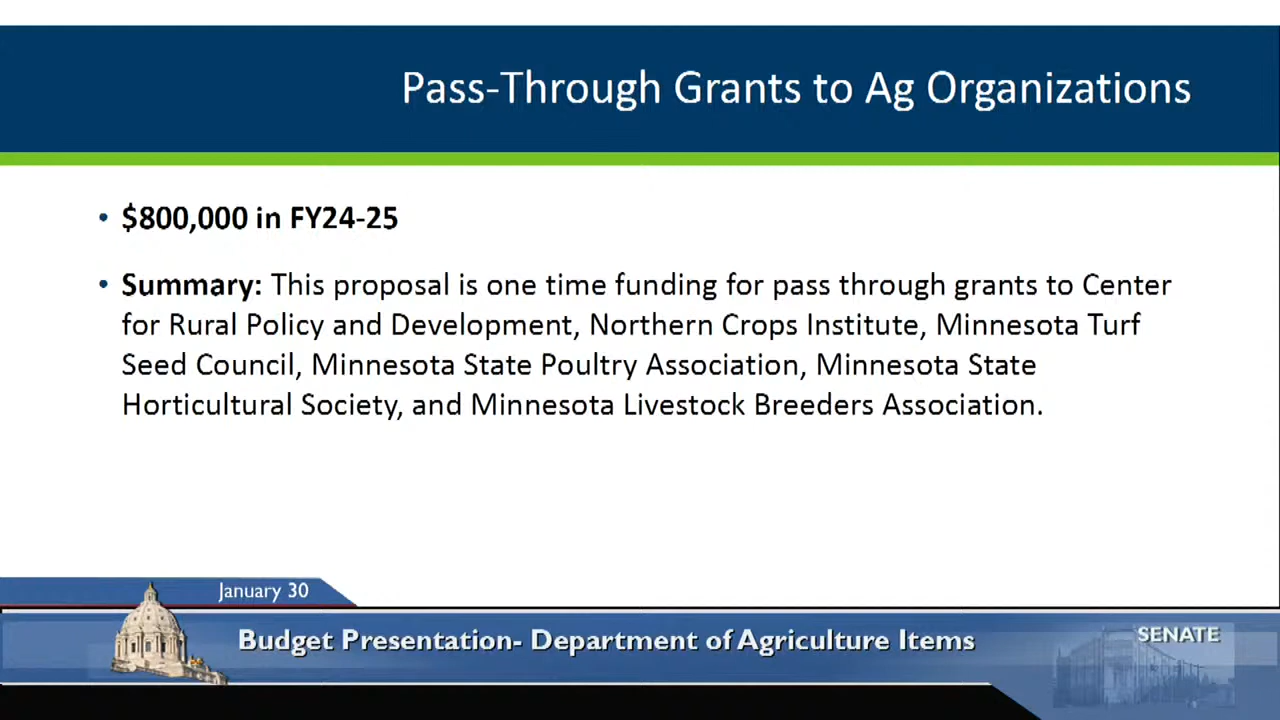 Pass-Through Grants to Ag Organizations
• $800,000 in FY24-25
• Summary: This proposal is one time funding for pass through grants to Center
for Rural Policy and Development, Northern Crops Institute, Minnesota Turf
Seed Council, Minnesota State Poultry Association, Minnesota State
Horticultural Society, and Minnesota Livestock Breeders Association.
January 30
Budget Presentation- Department of Agriculture Items
SENATE